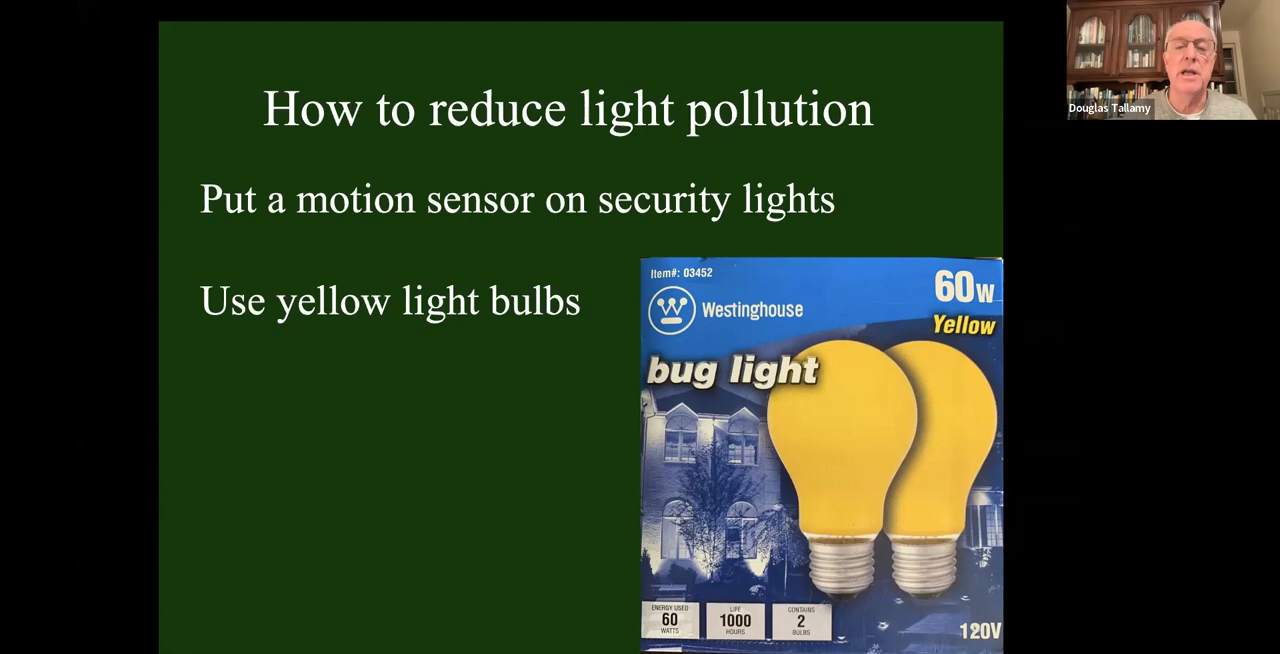 How to reduce light pollution
Douglas Tallamy
Put a motion sensor on security lights
Use yellow light bulbs
Item#: 03452
60W
Westinghouse
Yellow
bug light
ENERGY USED
60
WATTS
LIFE
1000
HOURS
CONTAINS
2
BULBS
120V